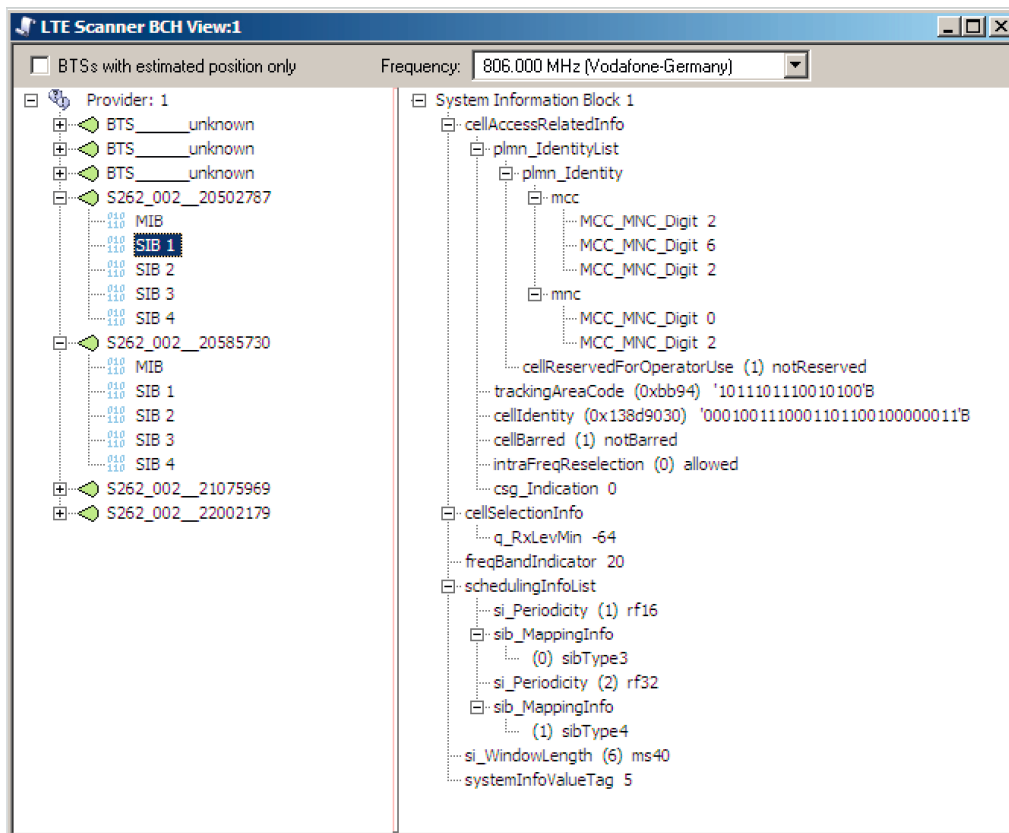 LTE Scanner BCH View:1
BTSs with estimated position only
Frequency: 806.000 MHz (Vodafone-Germany)
Provider: 1
BTS______unknown
BTS______unknown
BTS______unknown
S262_002__20502787
MIB
SIB 1
SIB 2
SIB 3
SIB 4
S262_002__20585730
MIB
SIB 1
SIB 2
SIB 3
SIB 4
S262_002__21075969
S262_002__22002179
System Information Block 1
cellAccessRelatedInfo
plmn_IdentityList
plmn_Identity
mcc
MCC_MNC_Digit 2
MCC_MNC_Digit 6
MCC_MNC_Digit 2
mnc
MCC_MNC_Digit 0
MCC_MNC_Digit 2
cellReservedForOperatorUse (1) notReserved
trackingAreaCode (0xbb94) '1011101110010100'B
cellIdentity (0x138d9030) '0001001110001101100100000011'B
cellBarred (1) notBarred
intraFreqReselection (0) allowed
csg_Indication 0
cellSelectionInfo
q_RxLevMin -64
freqBandIndicator 20
schedulingInfoList
si_Periodicity (1) rf16
sib_MappingInfo
(0) sibType3
si_Periodicity (2) rf32
sib_MappingInfo
(1) sibType4
si_WindowLength (6) ms40
systemInfoValueTag 5